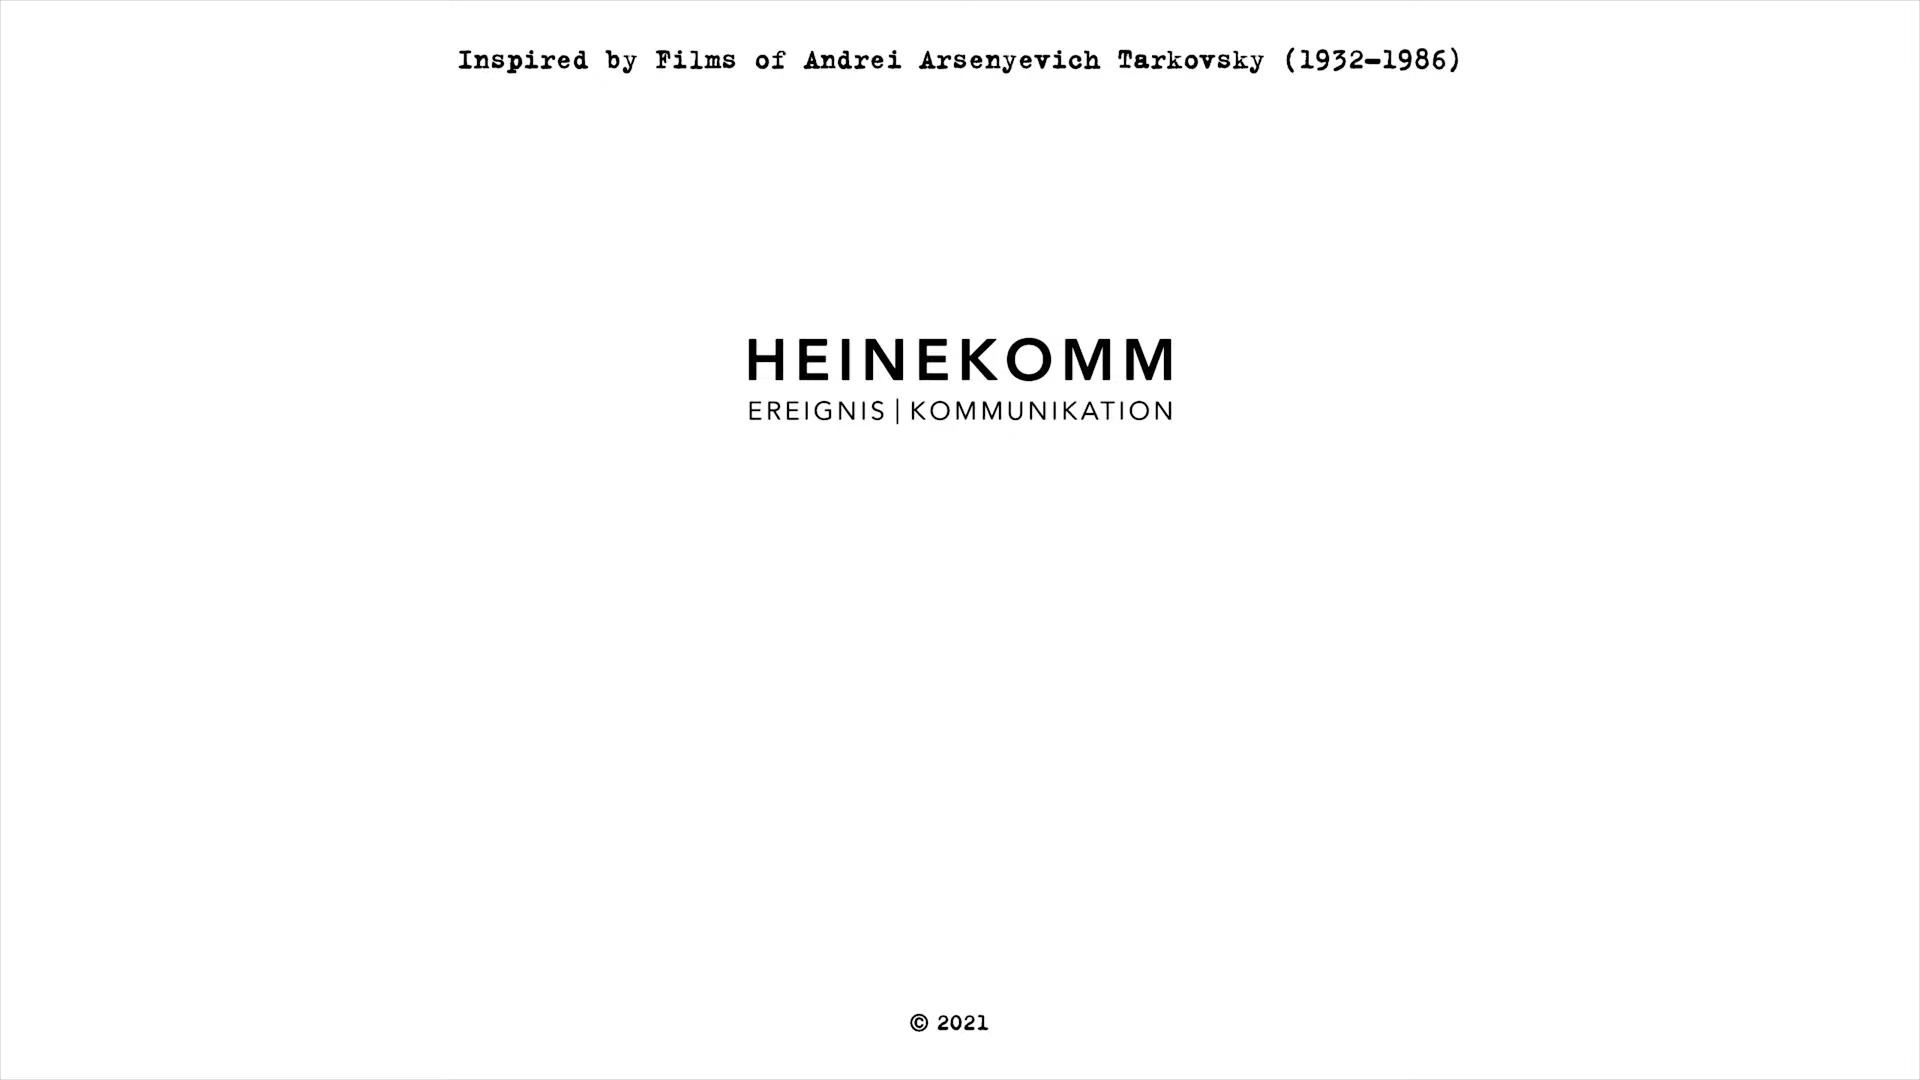 Inspired by Films of Andrei Arsenyevich Tarkovsky (1932–1986)
HEINEKOMM
EREIGNIS | KOMMUNIKATION
© 2021